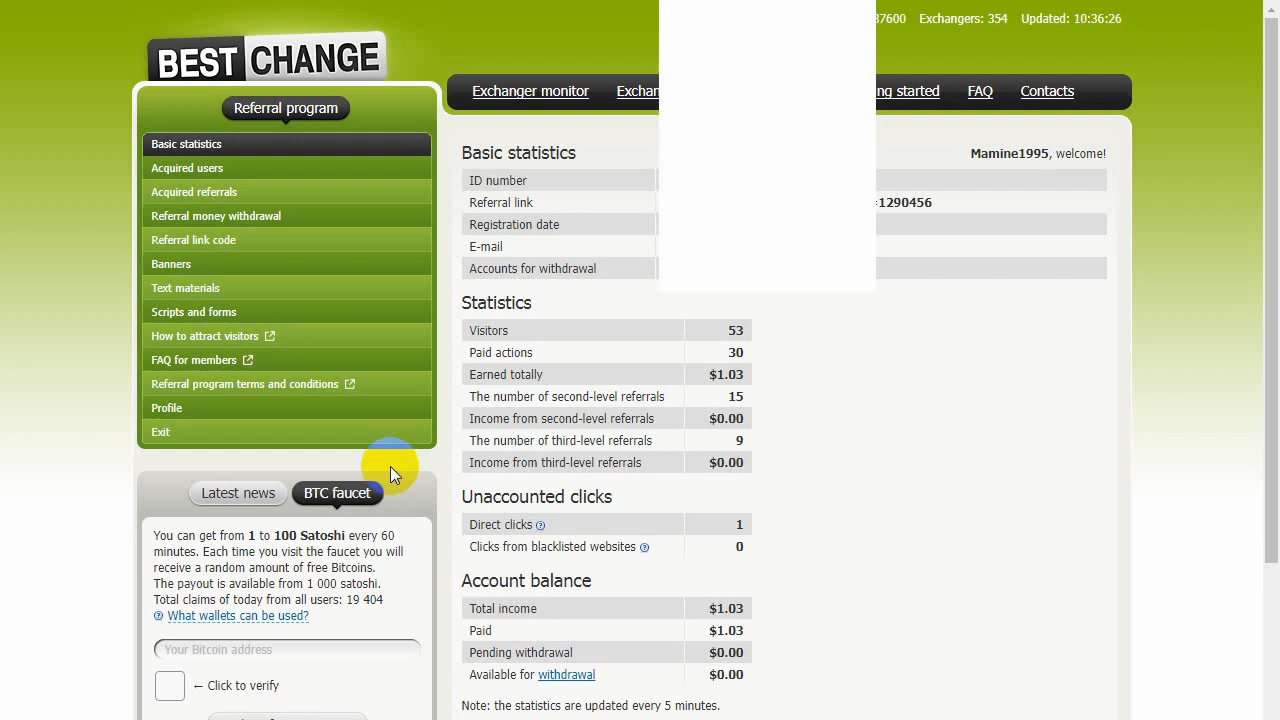 37600 Exchangers: 354 Updated: 10:36:26
BEST CHANGE
Exchanger monitor Exchan ng started FAQ Contacts
Referral program
Basic statistics
Acquired users
Acquired referrals
Referral money withdrawal
Referral link code
Banners
Text materials
Scripts and forms
How to attract visitors
FAQ for members
Referral program terms and conditions
Profile
Exit
Latest news BTC faucet
You can get from 1 to 100 Satoshi every 60
minutes. Each time you visit the faucet you will
receive a random amount of free Bitcoins.
The payout is available from 1 000 satoshi.
Total claims of today from all users: 19 404
What wallets can be used?
Your Bitcoin address
← Click to verify
Basic statistics
Mamine1995, welcome!
ID number
Referral link =1290456
Registration date
E-mail
Accounts for withdrawal
Statistics
Visitors 53
Paid actions 30
Earned totally $1.03
The number of second-level referrals 15
Income from second-level referrals $0.00
The number of third-level referrals 9
Income from third-level referrals $0.00
Unaccounted clicks
Direct clicks 1
Clicks from blacklisted websites 0
Account balance
Total income $1.03
Paid $1.03
Pending withdrawal $0.00
Available for withdrawal $0.00
Note: the statistics are updated every 5 minutes.